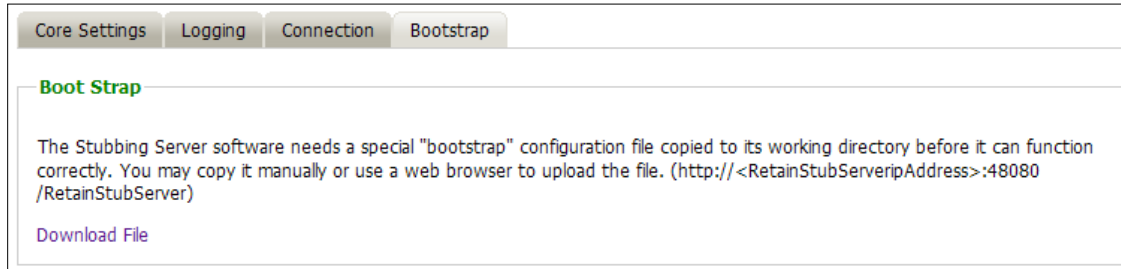 Core Settings Logging Connection Bootstrap
Boot Strap
The Stubbing Server software needs a special "bootstrap" configuration file copied to its working directory before it can function
correctly. You may copy it manually or use a web browser to upload the file. (http://<RetainStubServeripAddress>:48080
/RetainStubServer)
Download File